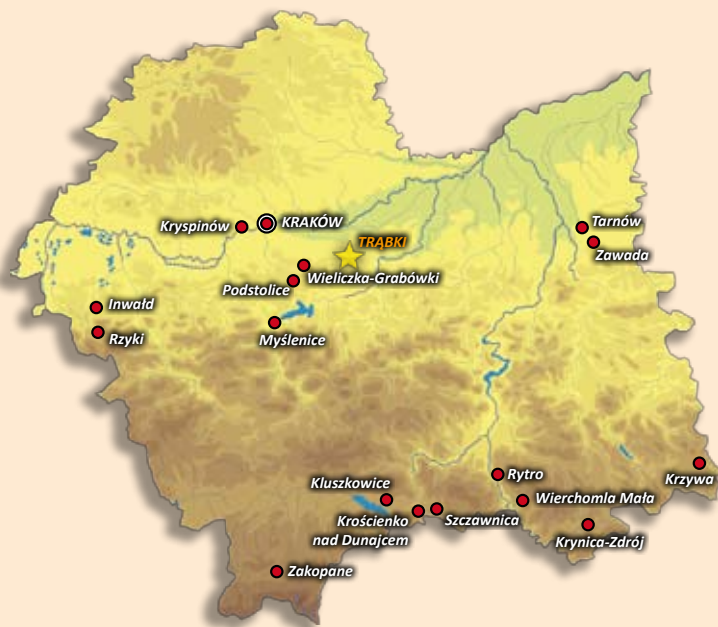 Kryspinów
KRAKÓW
TRĄBKI
Tarnów
Zawada
Wieliczka-Grabówki
Podstolice
Inwałd
Rzyki
Myślenice
Kluszkowice
Rytro
Krzywa
Wierchomla Mała
Krościenko
nad Dunajcem
Szczawnica
Krynica-Zdrój
Zakopane